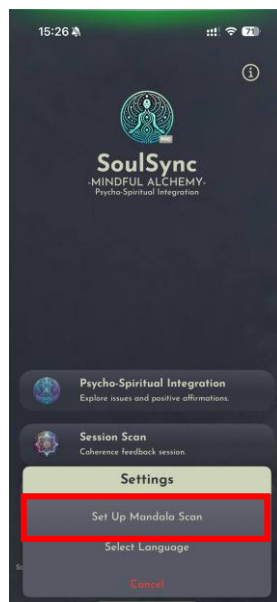 15:26
71
SoulSync
-MINDFUL ALCHEMY-
Psycho-Spiritual Integration
Psycho-Spiritual Integration
Explore issues and positive affirmations.
Session Scan
Coherence feedback session.
Settings
Set Up Mandala Scan
Select Language
Cancel